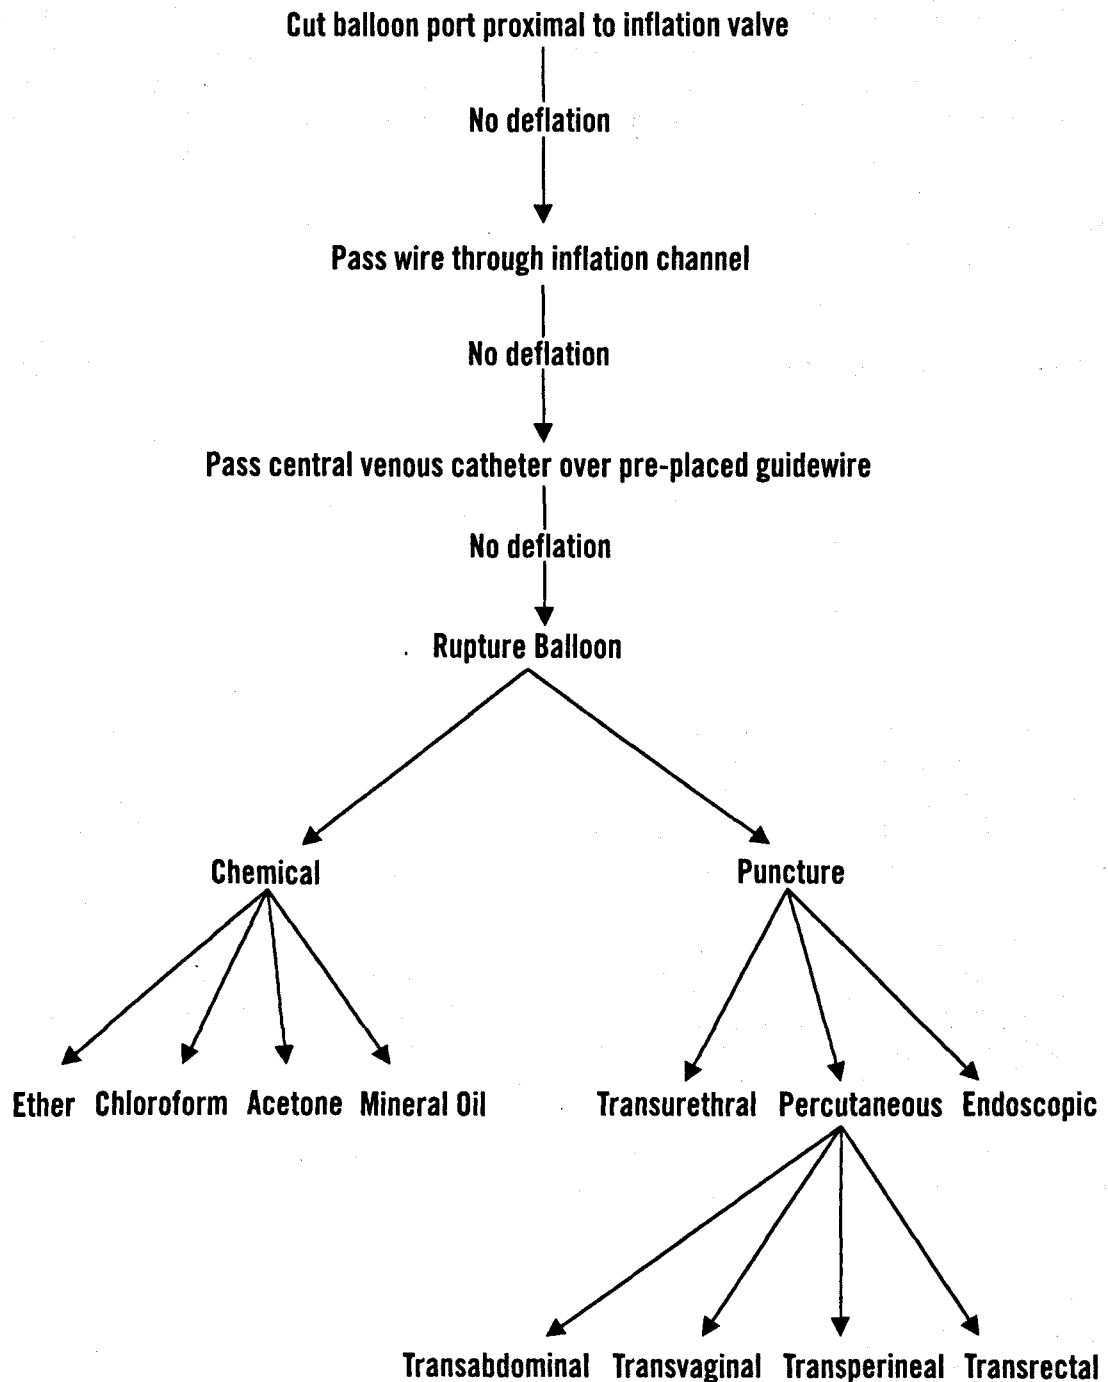 Cut balloon port proximal to inflation valve
No deflation
Pass wire through inflation channel
No deflation
Pass central venous catheter over pre-placed guidewire
No deflation
Rupture Balloon
Chemical Puncture
Ether Chloroform Acetone Mineral Oil Transurethral Percutaneous Endoscopic
Transabdominal Transvaginal Transperineal Transrectal